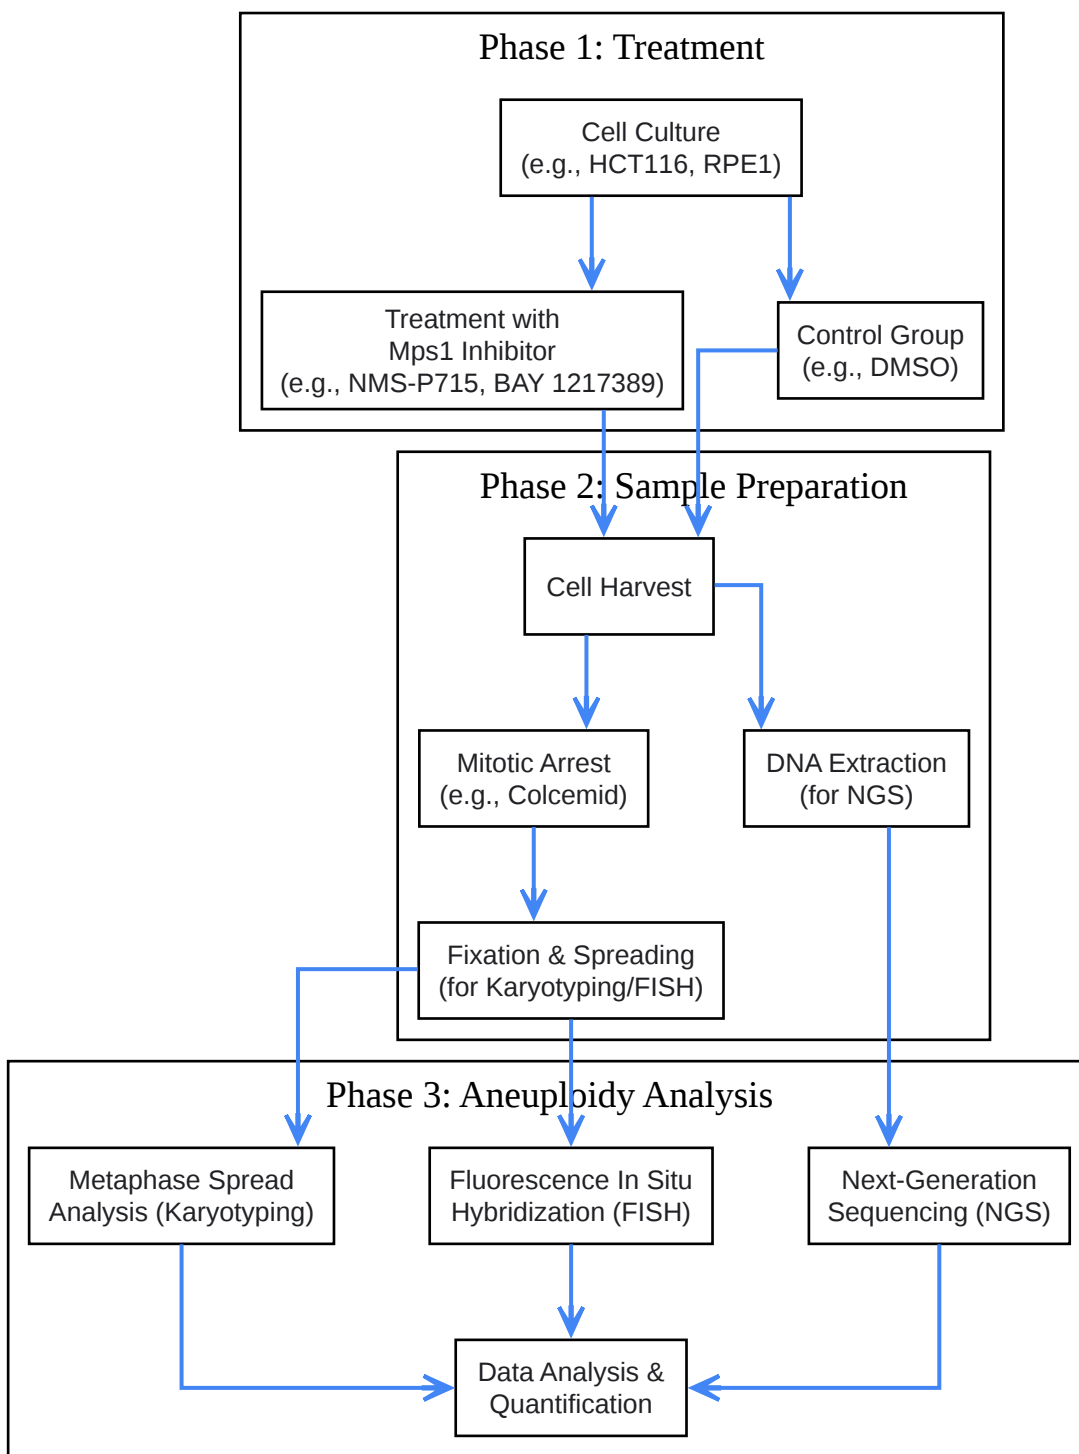 Phase 1: Treatment
Cell Culture
(e.g., HCT116, RPE1)
Treatment with
Mps1 Inhibitor
(e.g., NMS-P715, BAY 1217389)
Control Group
(e.g., DMSO)
Phase 2: Sample Preparation
Cell Harvest
Mitotic Arrest
(e.g., Colcemid)
DNA Extraction
(for NGS)
Fixation & Spreading
(for Karyotyping/FISH)
Phase 3: Aneuploidy Analysis
Metaphase Spread
Analysis (Karyotyping)
Fluorescence In Situ
Hybridization (FISH)
Next-Generation
Sequencing (NGS)
Data Analysis &
Quantification